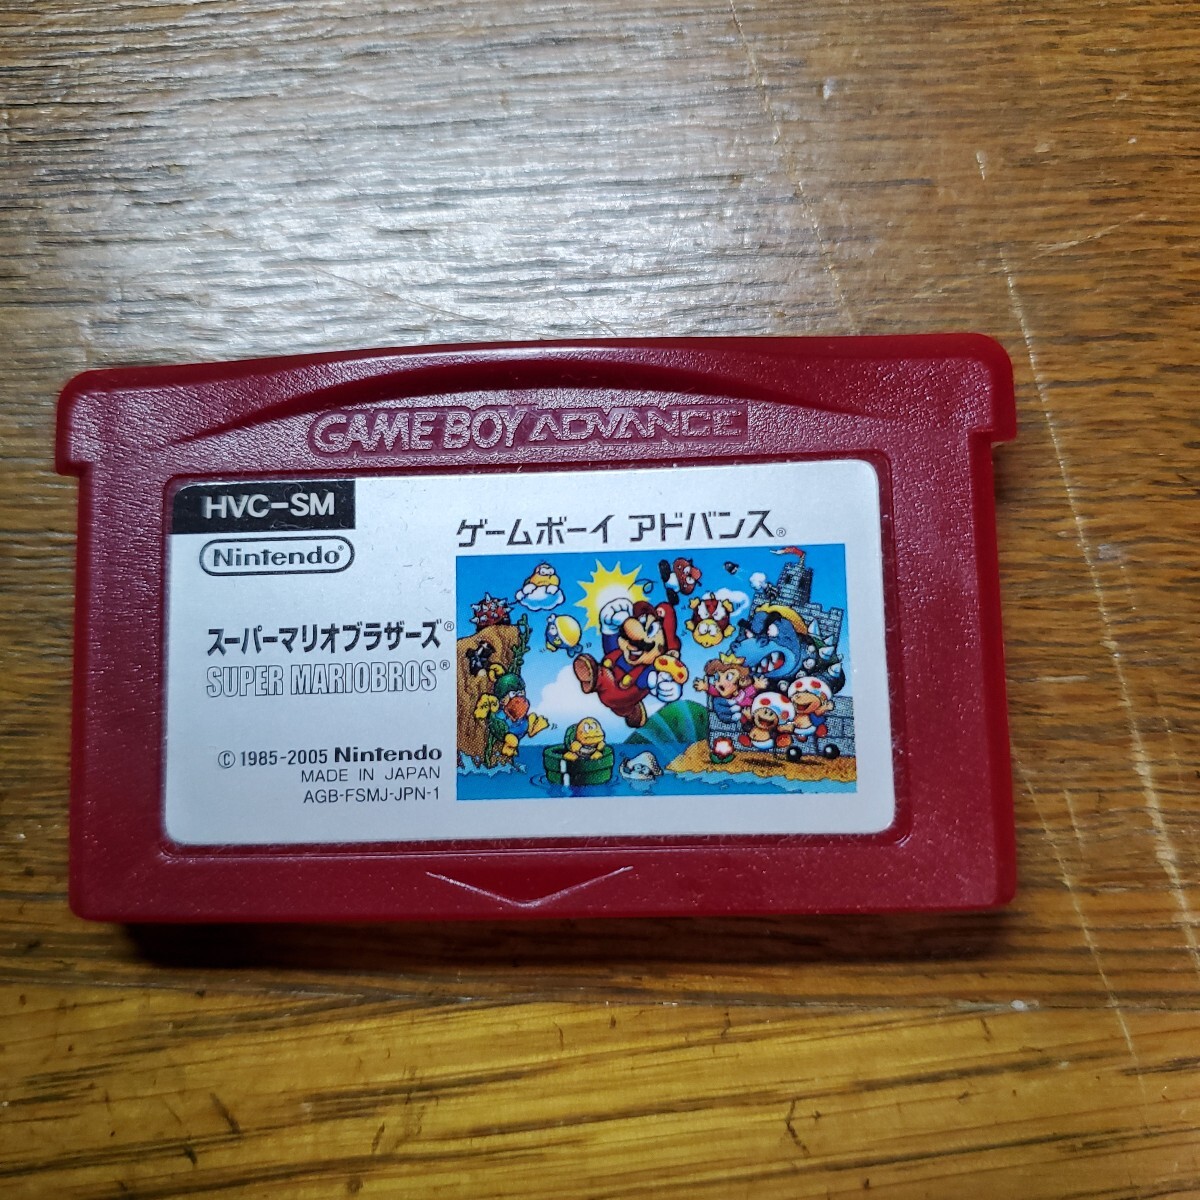 GAME BOY ADVANCE
HVC-SM
Nintendo®
ゲームボーイ アドバンス®
スーパーマリオブラザーズ®
SUPER MARIOBROS®
© 1985-2005 Nintendo
MADE IN JAPAN
AGB-FSMJ-JPN-1